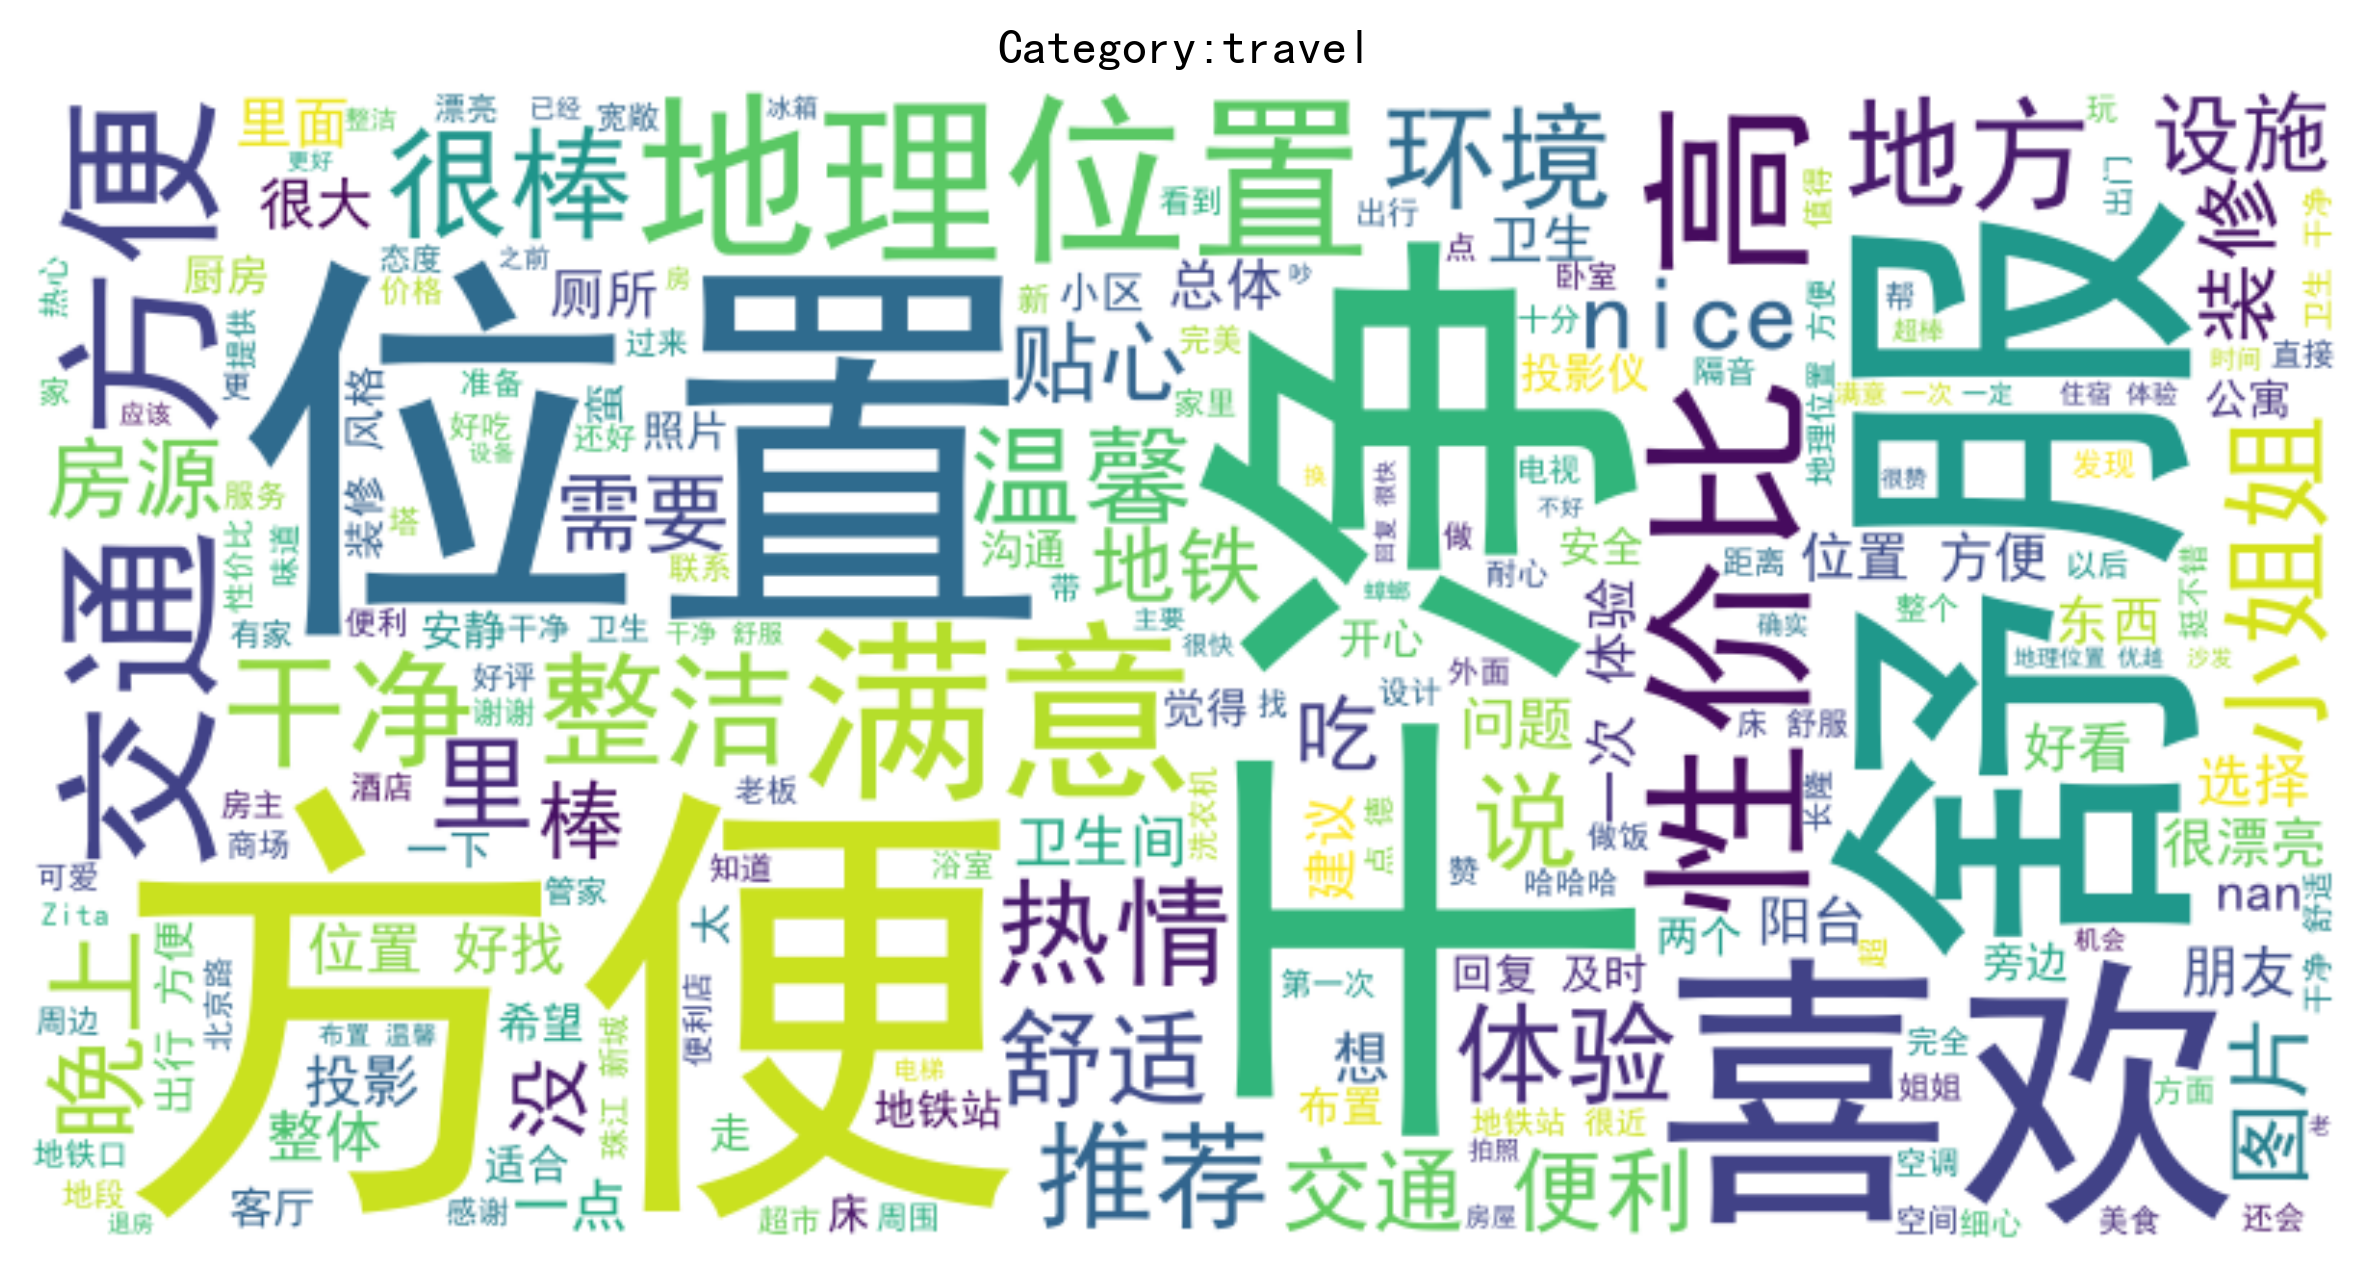 Category:travel
方便
里面
整洁
漂亮
已经
宽敞
更好
很大
很棒
地理位置
冰箱
看到
环境
出行
卫生
高
值得
地方
玩
出门
设施
装修
干净
热心
厨房
提供
态度
价格
之前
厕所
房
过来
位置
新
小区
总体
吵
贴心
完美
家里
净
点
卧室
nice
十分
投影仪
隔音
地理位置 方便
帮
超棒
舒服
时间
直接
卫生
家
应该
更
装修 风格
准备
好吃
设备
蛮
还好
照片
温馨
换
回复 很快
电视
不好
做
安全
性价比
满意 一次
一定
住宿 体验
公寓
很赞
发现
小姐姐
房源
服务
塔
性价比
味道
需要
联系
沟通
地铁
带
蟑螂
耐心
距离
位置 方便
以后
挺不错
交通
有家
便利
安静
干净 卫生
干净 舒服
主要
很快
开心
一次 体验
确实
整个
东西
地理位置 优越
沙发
干净
好评
谢谢
整洁
满意
觉得
找
设计
外面
吃
问题
床 舒服
好看
选择
里
棒
房主
酒店
商场
一下
老板
洗衣机
建议
点 德
说
做饭
长隆
很漂亮
可爱
Zita
方便
管家
知道
浴室
卫生间
热情
干
赞
哈哈哈
两个
阳台
超
nan
舒适
晚上
出行 方便
北京路
位置 好找
太
便利店
第一次
回复 及时
旁边
机会
朋友
干净
周边
布置 温馨
投影
希望
没
珠江 新城
电梯
舒适
想
体验
喜欢
完全
姐姐
方面
图片
老
地铁口
整体
适合
走
地铁站
布置
地铁站 很近
拍照
空调
地段
退房
客厅
感谢
一点
超市
床
周围
推荐
交通 便利
房屋
空间
细心
美食
还会